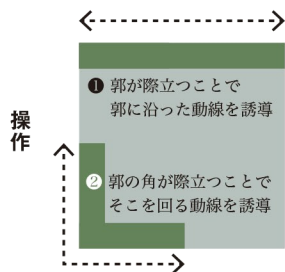 操作
❶ 郭が際立つことで
郭に沿った動線を誘導
❷ 郭の角が際立つことで
そこを回る動線を誘導